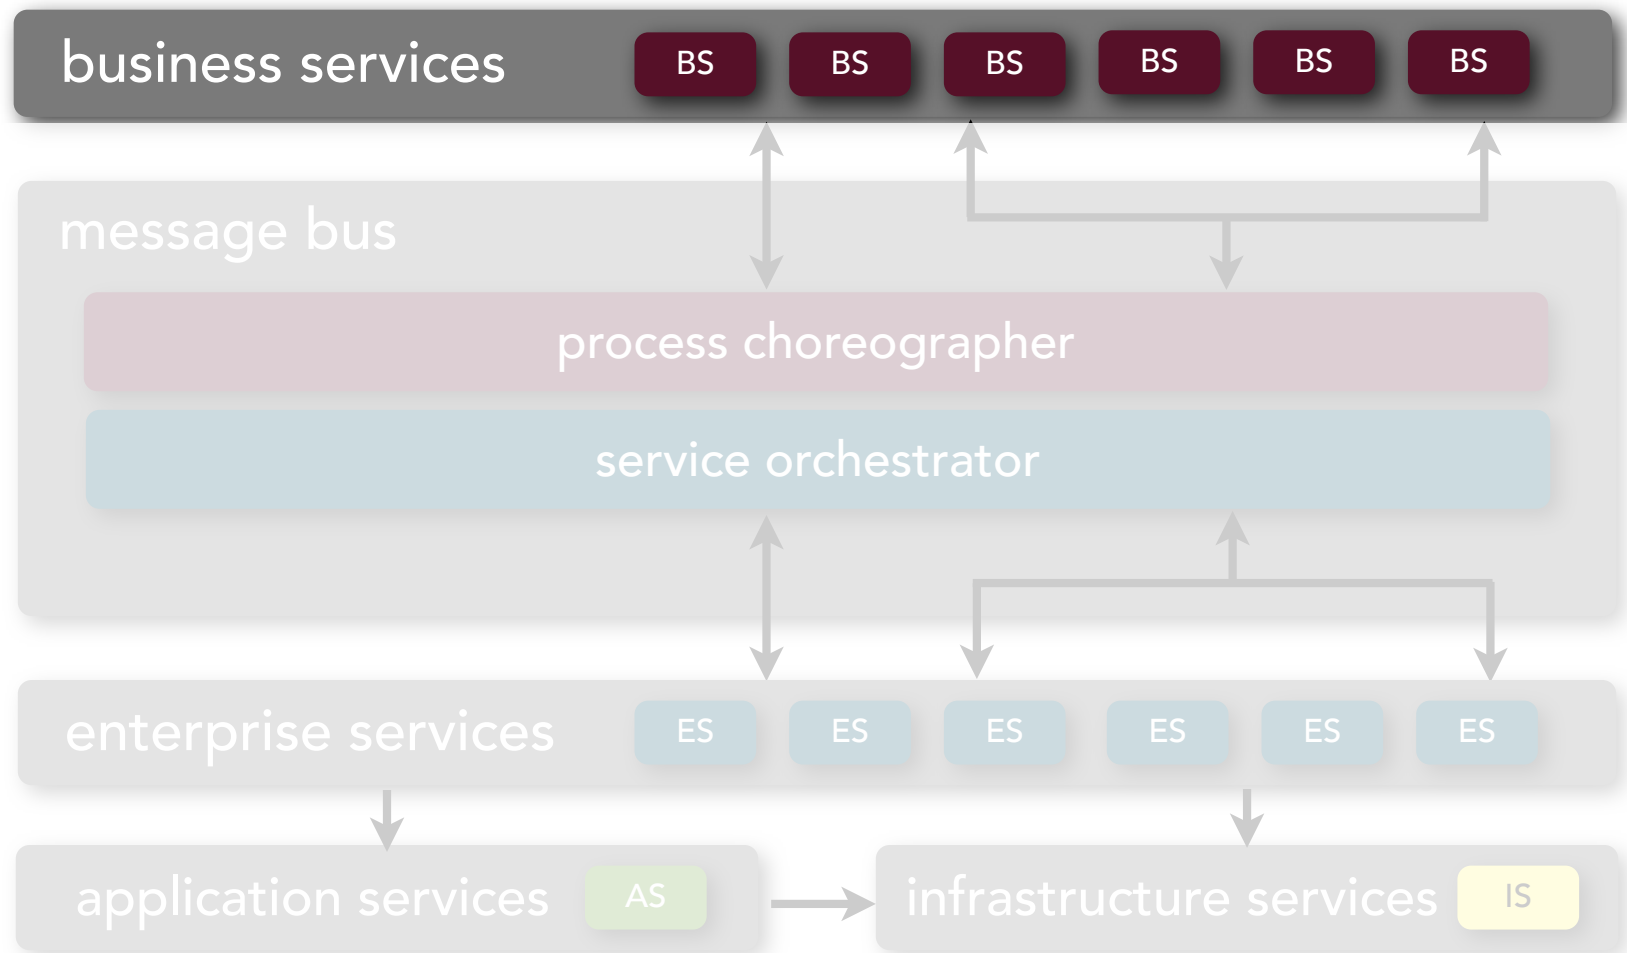 business services BS BS BS BS BS BS
message bus
process choreographer
service orchestrator
enterprise services ES ES ES ES ES ES
application services AS infrastructure services IS